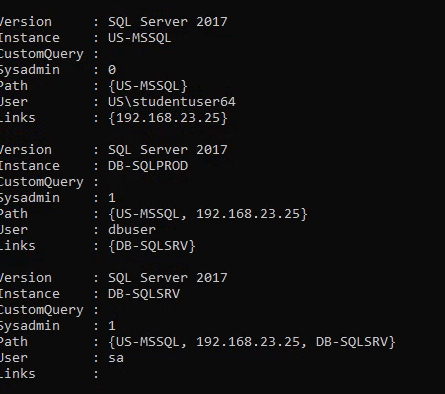 Version     : SQL Server 2017
Instance    : US-MSSQL
CustomQuery :
Sysadmin    : 0
Path        : {US-MSSQL}
User        : US\studentuser64
Links       : {192.168.23.25}

Version     : SQL Server 2017
Instance    : DB-SQLPROD
CustomQuery :
Sysadmin    : 1
Path        : {US-MSSQL, 192.168.23.25}
User        : dbuser
Links       : {DB-SQLSRV}

Version     : SQL Server 2017
Instance    : DB-SQLSRV
CustomQuery :
Sysadmin    : 1
Path        : {US-MSSQL, 192.168.23.25, DB-SQLSRV}
User        : sa
Links       :